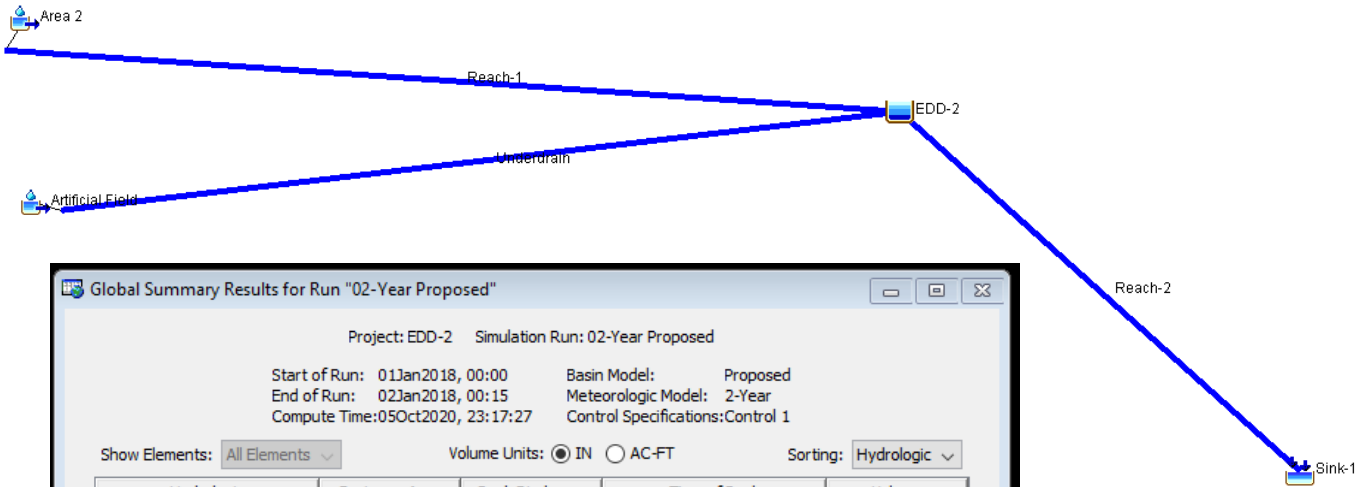 Area 2
Reach-1
EDD-2
Underdrain
Artificial Field
Reach-2
Global Summary Results for Run "02-Year Proposed"
Project: EDD-2 Simulation Run: 02-Year Proposed
Start of Run: 01Jan2018, 00:00 Basin Model: Proposed
End of Run: 02Jan2018, 00:15 Meteorologic Model: 2-Year
Compute Time:05Oct2020, 23:17:27 Control Specifications:Control 1
Show Elements: All Elements Volume Units: IN AC-FT Sorting: Hydrologic
Sink-1